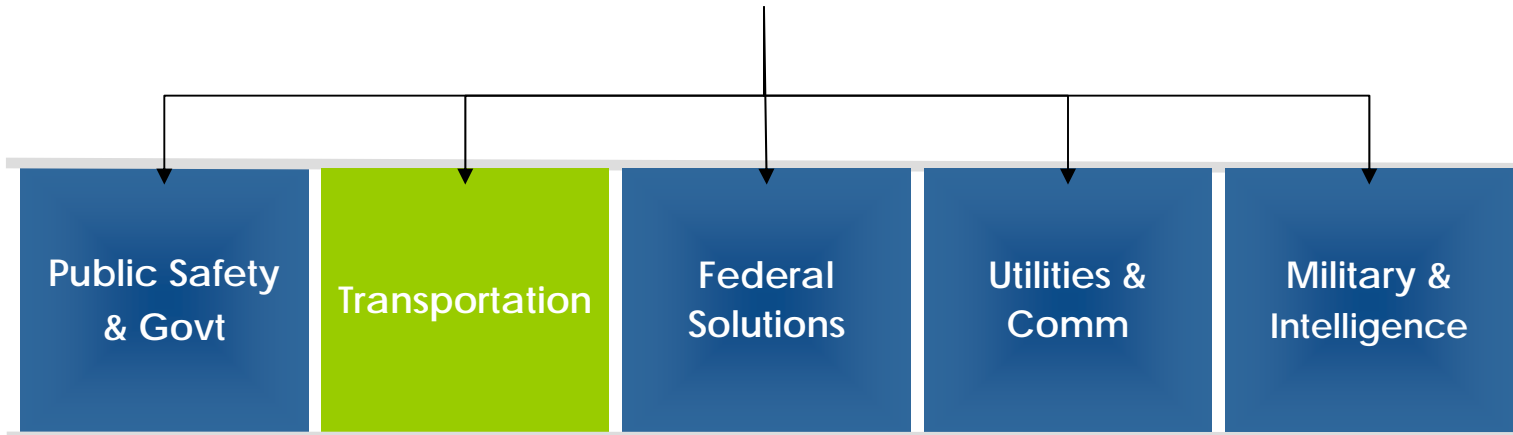 Public Safety
& Govt
Transportation
Federal
Solutions
Utilities &
Comm
Military &
Intelligence